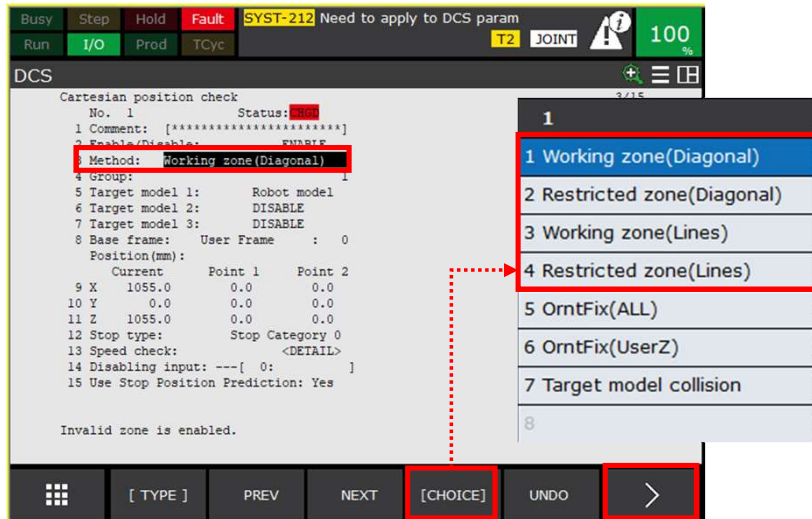 Busy Step Hold Fault SYST-212 Need to apply to DCS param
Run I/O Prod TCyc T2 JOINT 100 %
DCS
Cartesian position check 3/15
No. 1 Status:CHGD
1 Comment: [***********************]
2 Enable/Disable: ENABLE
3 Method: Working zone(Diagonal)
4 Group: 1
5 Target model 1: Robot model
6 Target model 2: DISABLE
7 Target model 3: DISABLE
8 Base frame: User Frame : 0
Position(mm):
Current Point 1 Point 2
9 X 1055.0 0.0 0.0
10 Y 0.0 0.0 0.0
11 Z 1055.0 0.0 0.0
12 Stop type: Stop Category 0
13 Speed check: <DETAIL>
14 Disabling input: ---[ 0: ]
15 Use Stop Position Prediction: Yes
Invalid zone is enabled.
1
1 Working zone(Diagonal)
2 Restricted zone(Diagonal)
3 Working zone(Lines)
4 Restricted zone(Lines)
5 OrntFix(ALL)
6 OrntFix(UserZ)
7 Target model collision
8
[ TYPE ] PREV NEXT [CHOICE] UNDO >